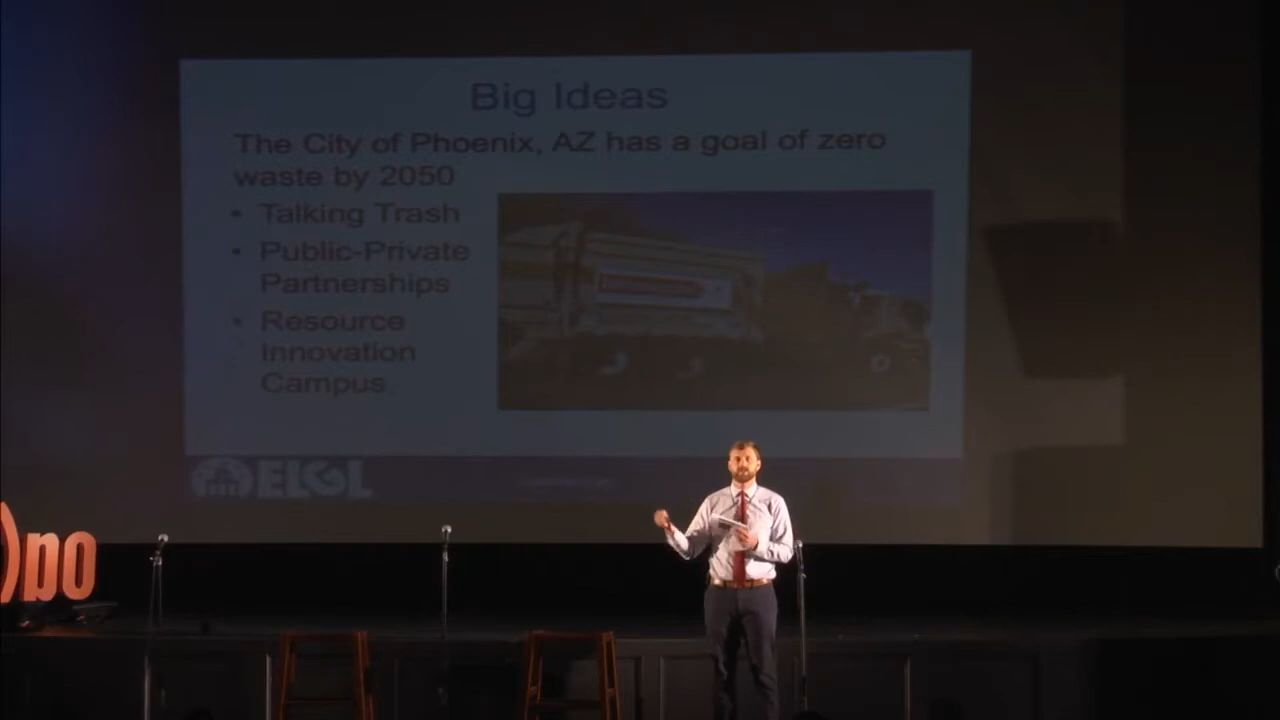 Big Ideas
The City of Phoenix, AZ has a goal of zero
waste by 2050
• Talking Trash
• Public-Private
Partnerships
• Resource
Innovation
Campus
ELGL